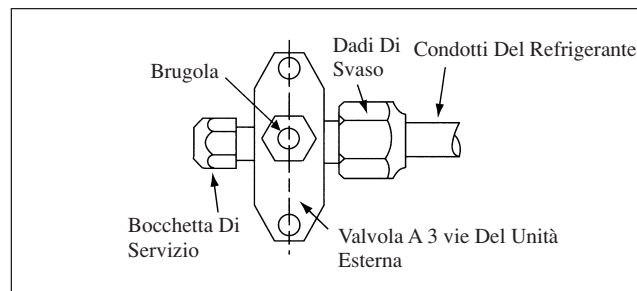 Dadi Di
Svaso
Condotti Del Refrigerante
Brugola
Bocchetta Di
Servizio
Valvola A 3 vie Del Unità
Esterna